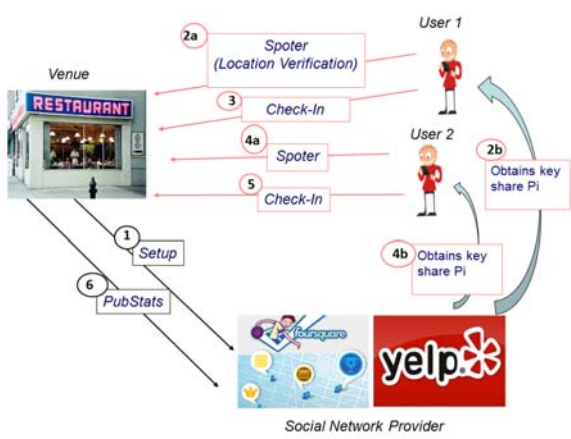 2a
Spoter
(Location Verification)
User 1
Venue
RESTAURANT
3
Check-In
4a
Spoter
User 2
2b
Obtains key
share Pi
5
Check-In
1
Setup
4b
Obtains key
share Pi
6
PubStats
foursquare
yelp
Social Network Provider